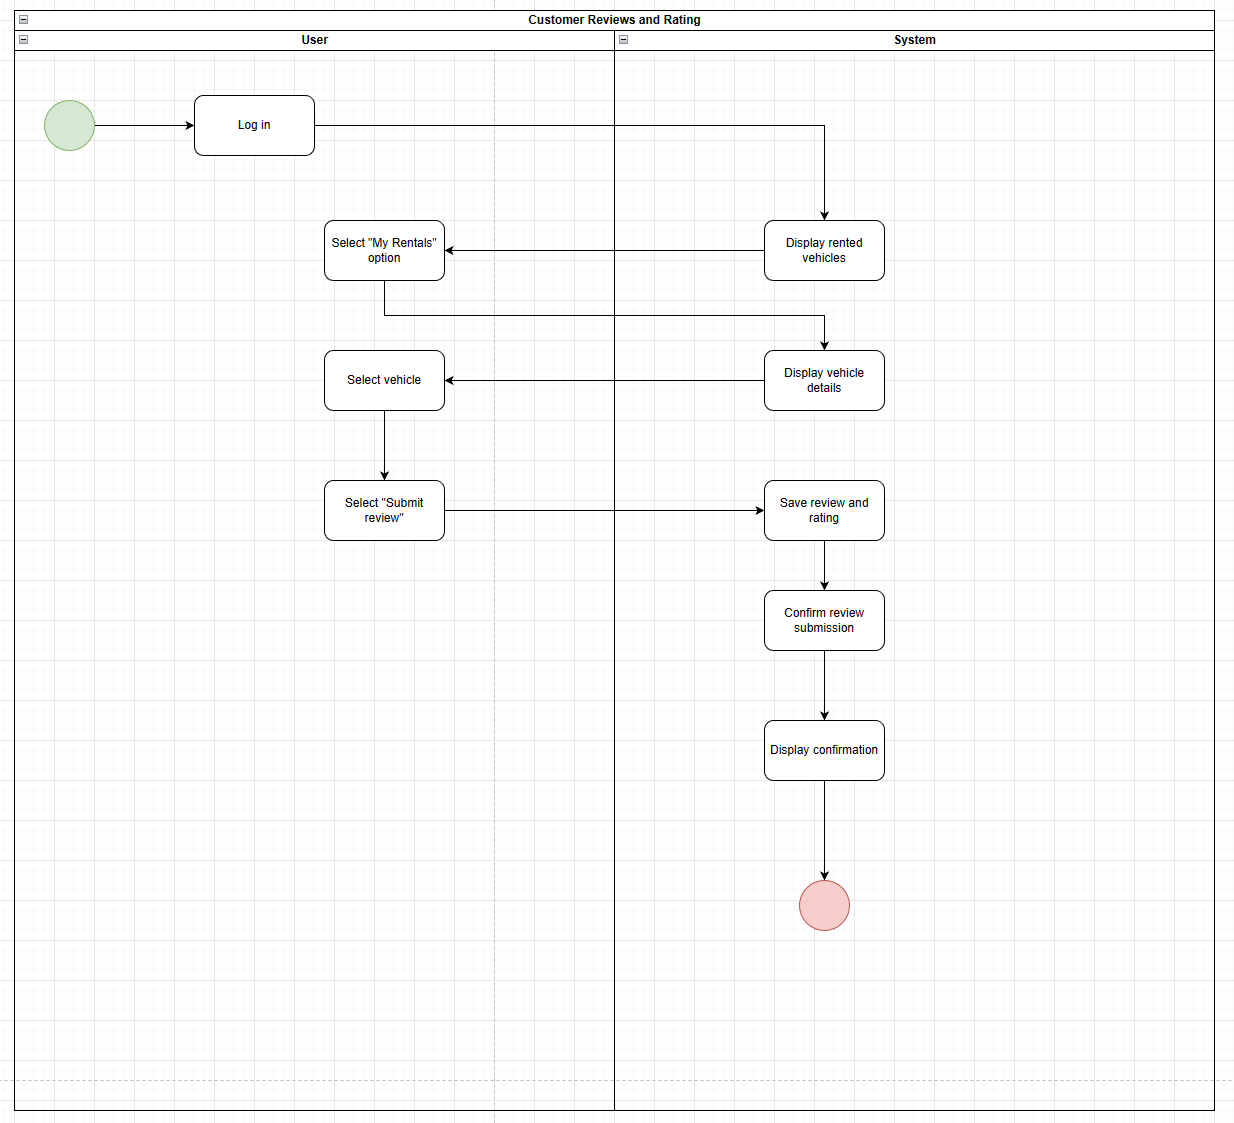 Customer Reviews and Rating
User
System
Log in
Select "My Rentals"
option
Display rented
vehicles
Select vehicle
Display vehicle
details
Select "Submit
review"
Save review and
rating
Confirm review
submission
Display confirmation